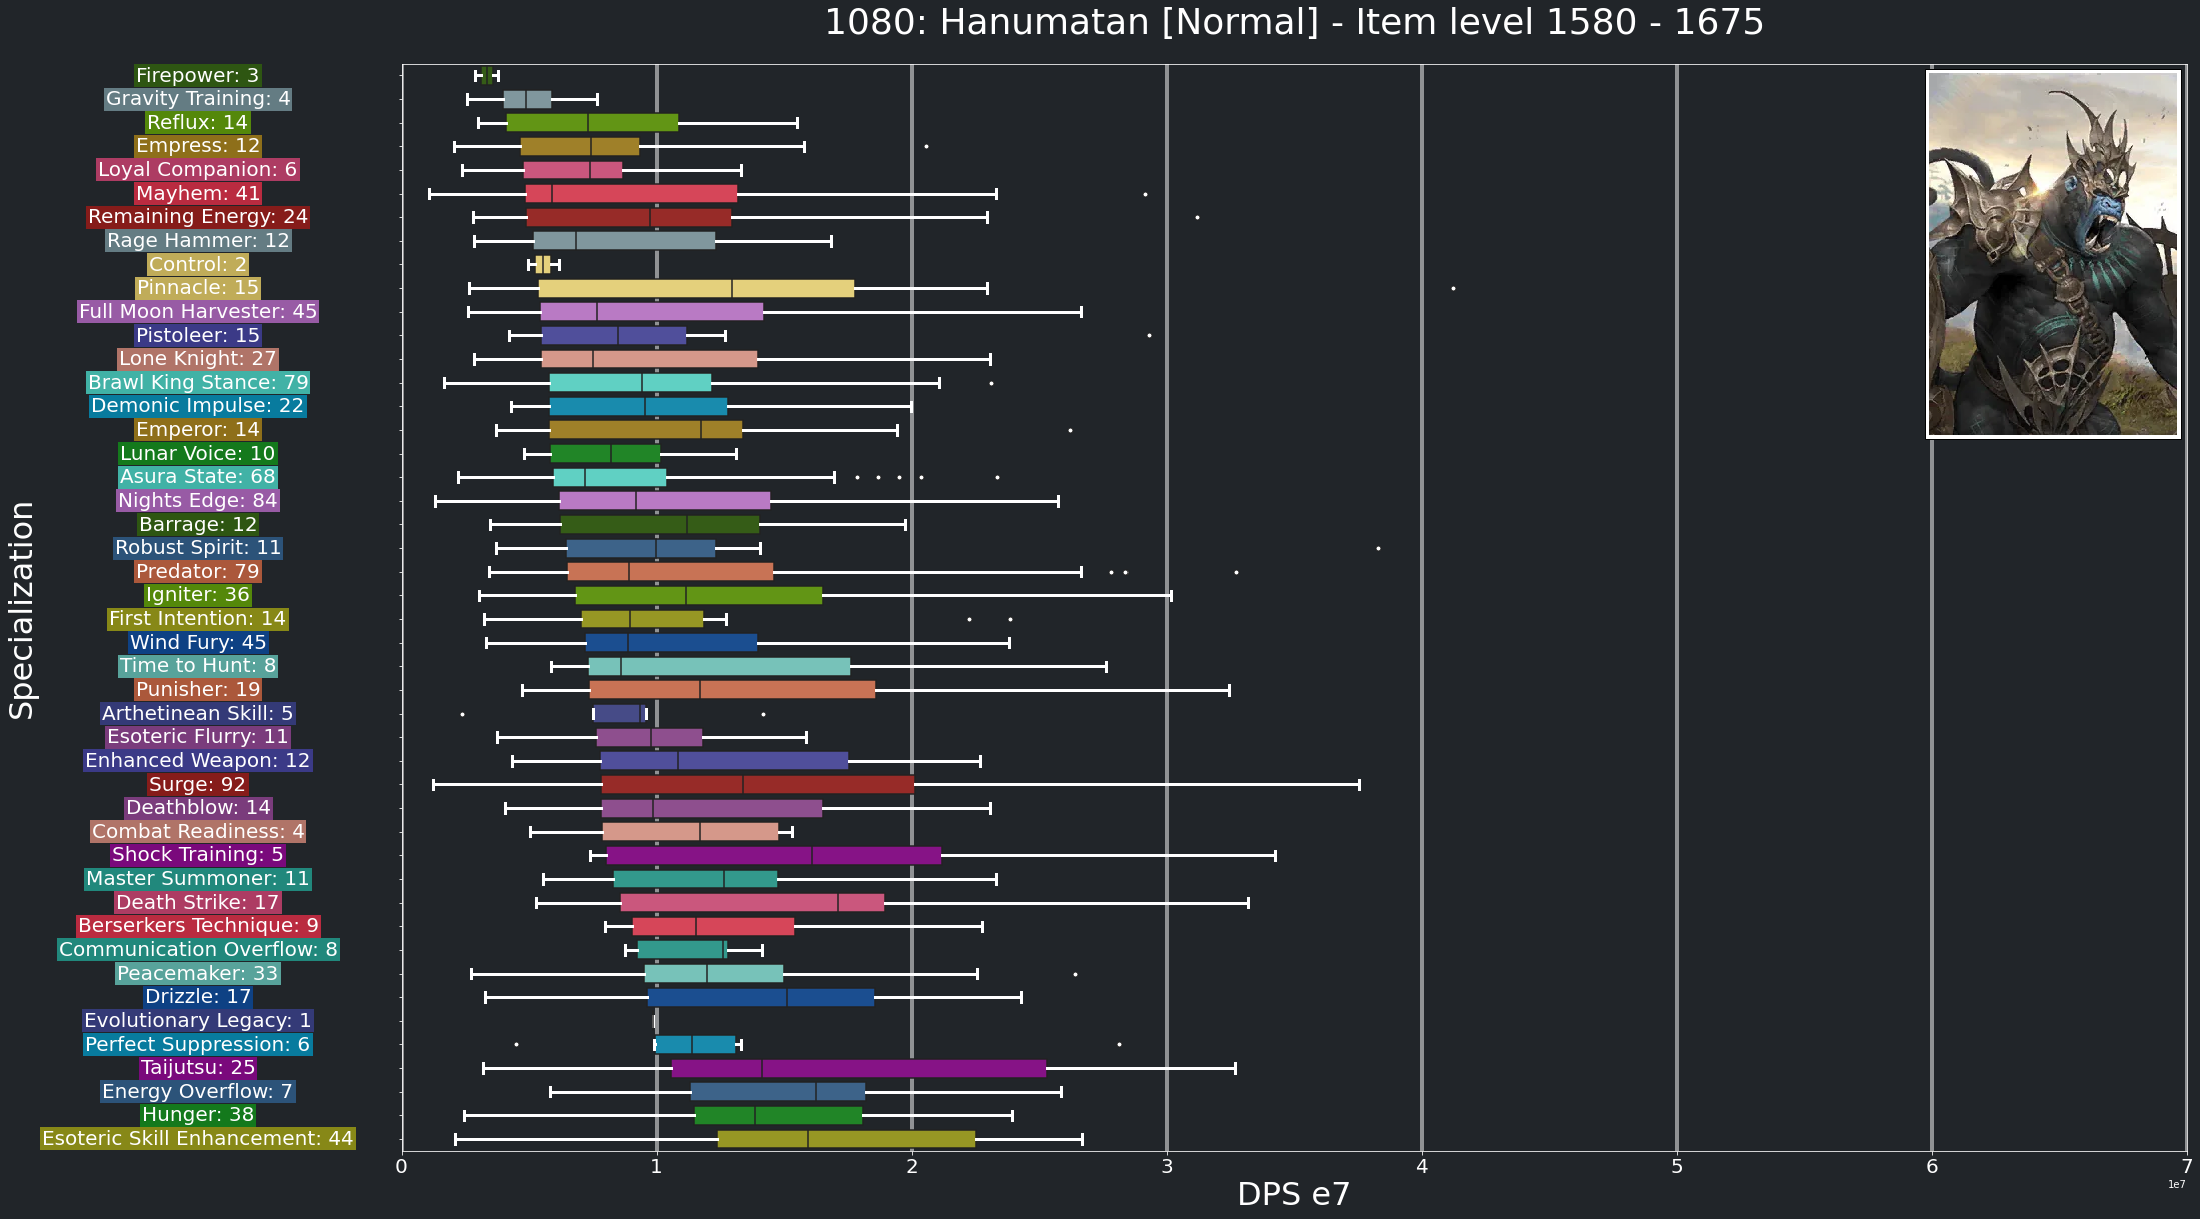 1080: Hanumatan [Normal] - Item level 1580 - 1675
Specialization
Firepower: 3
Gravity Training: 4
Reflux: 14
Empress: 12
Loyal Companion: 6
Mayhem: 41
Remaining Energy: 24
Rage Hammer: 12
Control: 2
Pinnacle: 15
Full Moon Harvester: 45
Pistoleer: 15
Lone Knight: 27
Brawl King Stance: 79
Demonic Impulse: 22
Emperor: 14
Lunar Voice: 10
Asura State: 68
Nights Edge: 84
Barrage: 12
Robust Spirit: 11
Predator: 79
Igniter: 36
First Intention: 14
Wind Fury: 45
Time to Hunt: 8
Punisher: 19
Arthetinean Skill: 5
Esoteric Flurry: 11
Enhanced Weapon: 12
Surge: 92
Deathblow: 14
Combat Readiness: 4
Shock Training: 5
Master Summoner: 11
Death Strike: 17
Berserkers Technique: 9
Communication Overflow: 8
Peacemaker: 33
Drizzle: 17
Evolutionary Legacy: 1
Perfect Suppression: 6
Taijutsu: 25
Energy Overflow: 7
Hunger: 38
Esoteric Skill Enhancement: 44
0 1 2 3 4 5 6 7
1e7
DPS e7